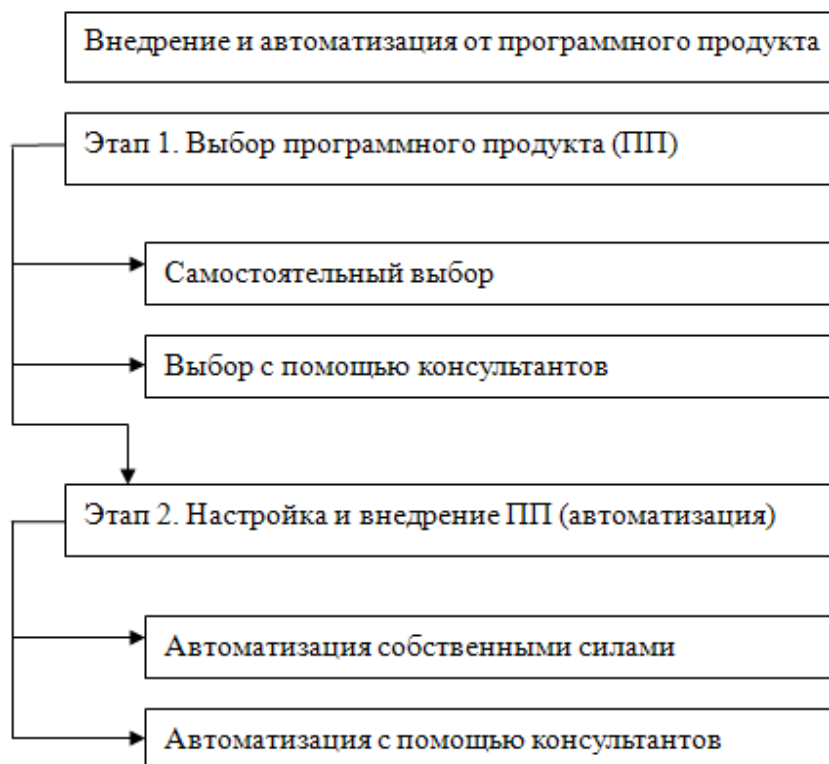 Внедрение и автоматизация от программного продукта
Этап 1. Выбор программного продукта (ПП)
Самостоятельный выбор
Выбор с помощью консультантов
Этап 2. Настройка и внедрение ПП (автоматизация)
Автоматизация собственными силами
Автоматизация с помощью консультантов